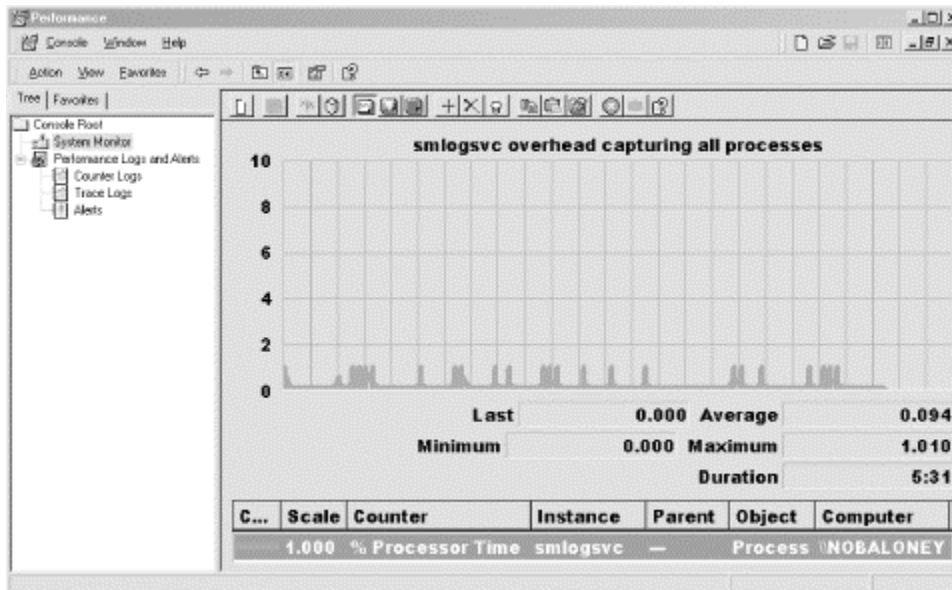 Performance
Console Window Help
Action View Favorites
Tree Favorites
Console Root
System Monitor
Performance Logs and Alerts
Counter Logs
Trace Logs
Alerts
smlogsvc overhead capturing all processes
10
8
6
4
2
0
Last 0.000 Average 0.094
Minimum 0.000 Maximum 1.010
Duration 5:31
C... Scale Counter Instance Parent Object Computer
1.000 % Processor Time smlogsvc — Process \\NOBALONEY